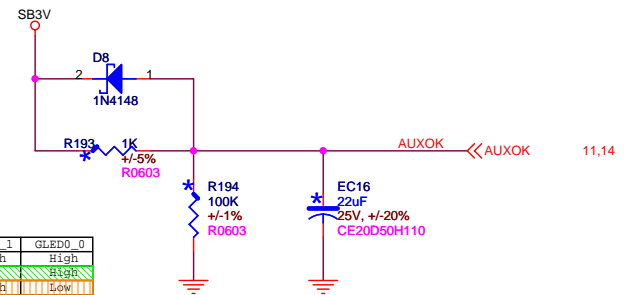 SB3V
D8
2 1
1N4148
R193 1K
+/-5%
R0603
AUXOK
AUXOK
11,14
R194
100K
+/-1%
R0603
EC16
22uF
25V, +/-20%
CE20D50H110
GLED0_0
High
High
Low